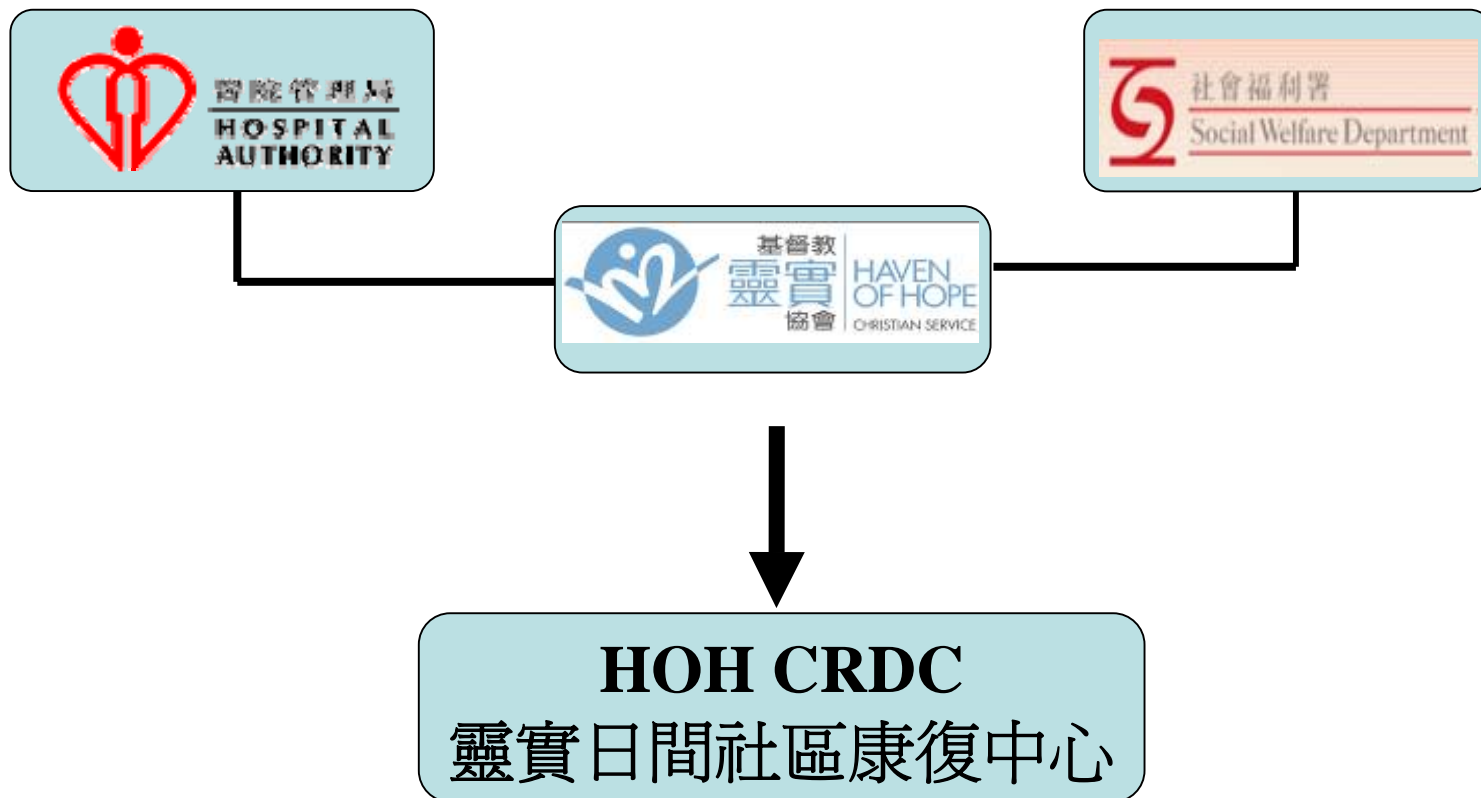 醫院管理局
HOSPITAL
AUTHORITY
社會福利署
Social Welfare Department
基督教
靈實
協會
HAVEN
OF HOPE
CHRISTIAN SERVICE
HOH CRDC
靈實日間社區康復中心